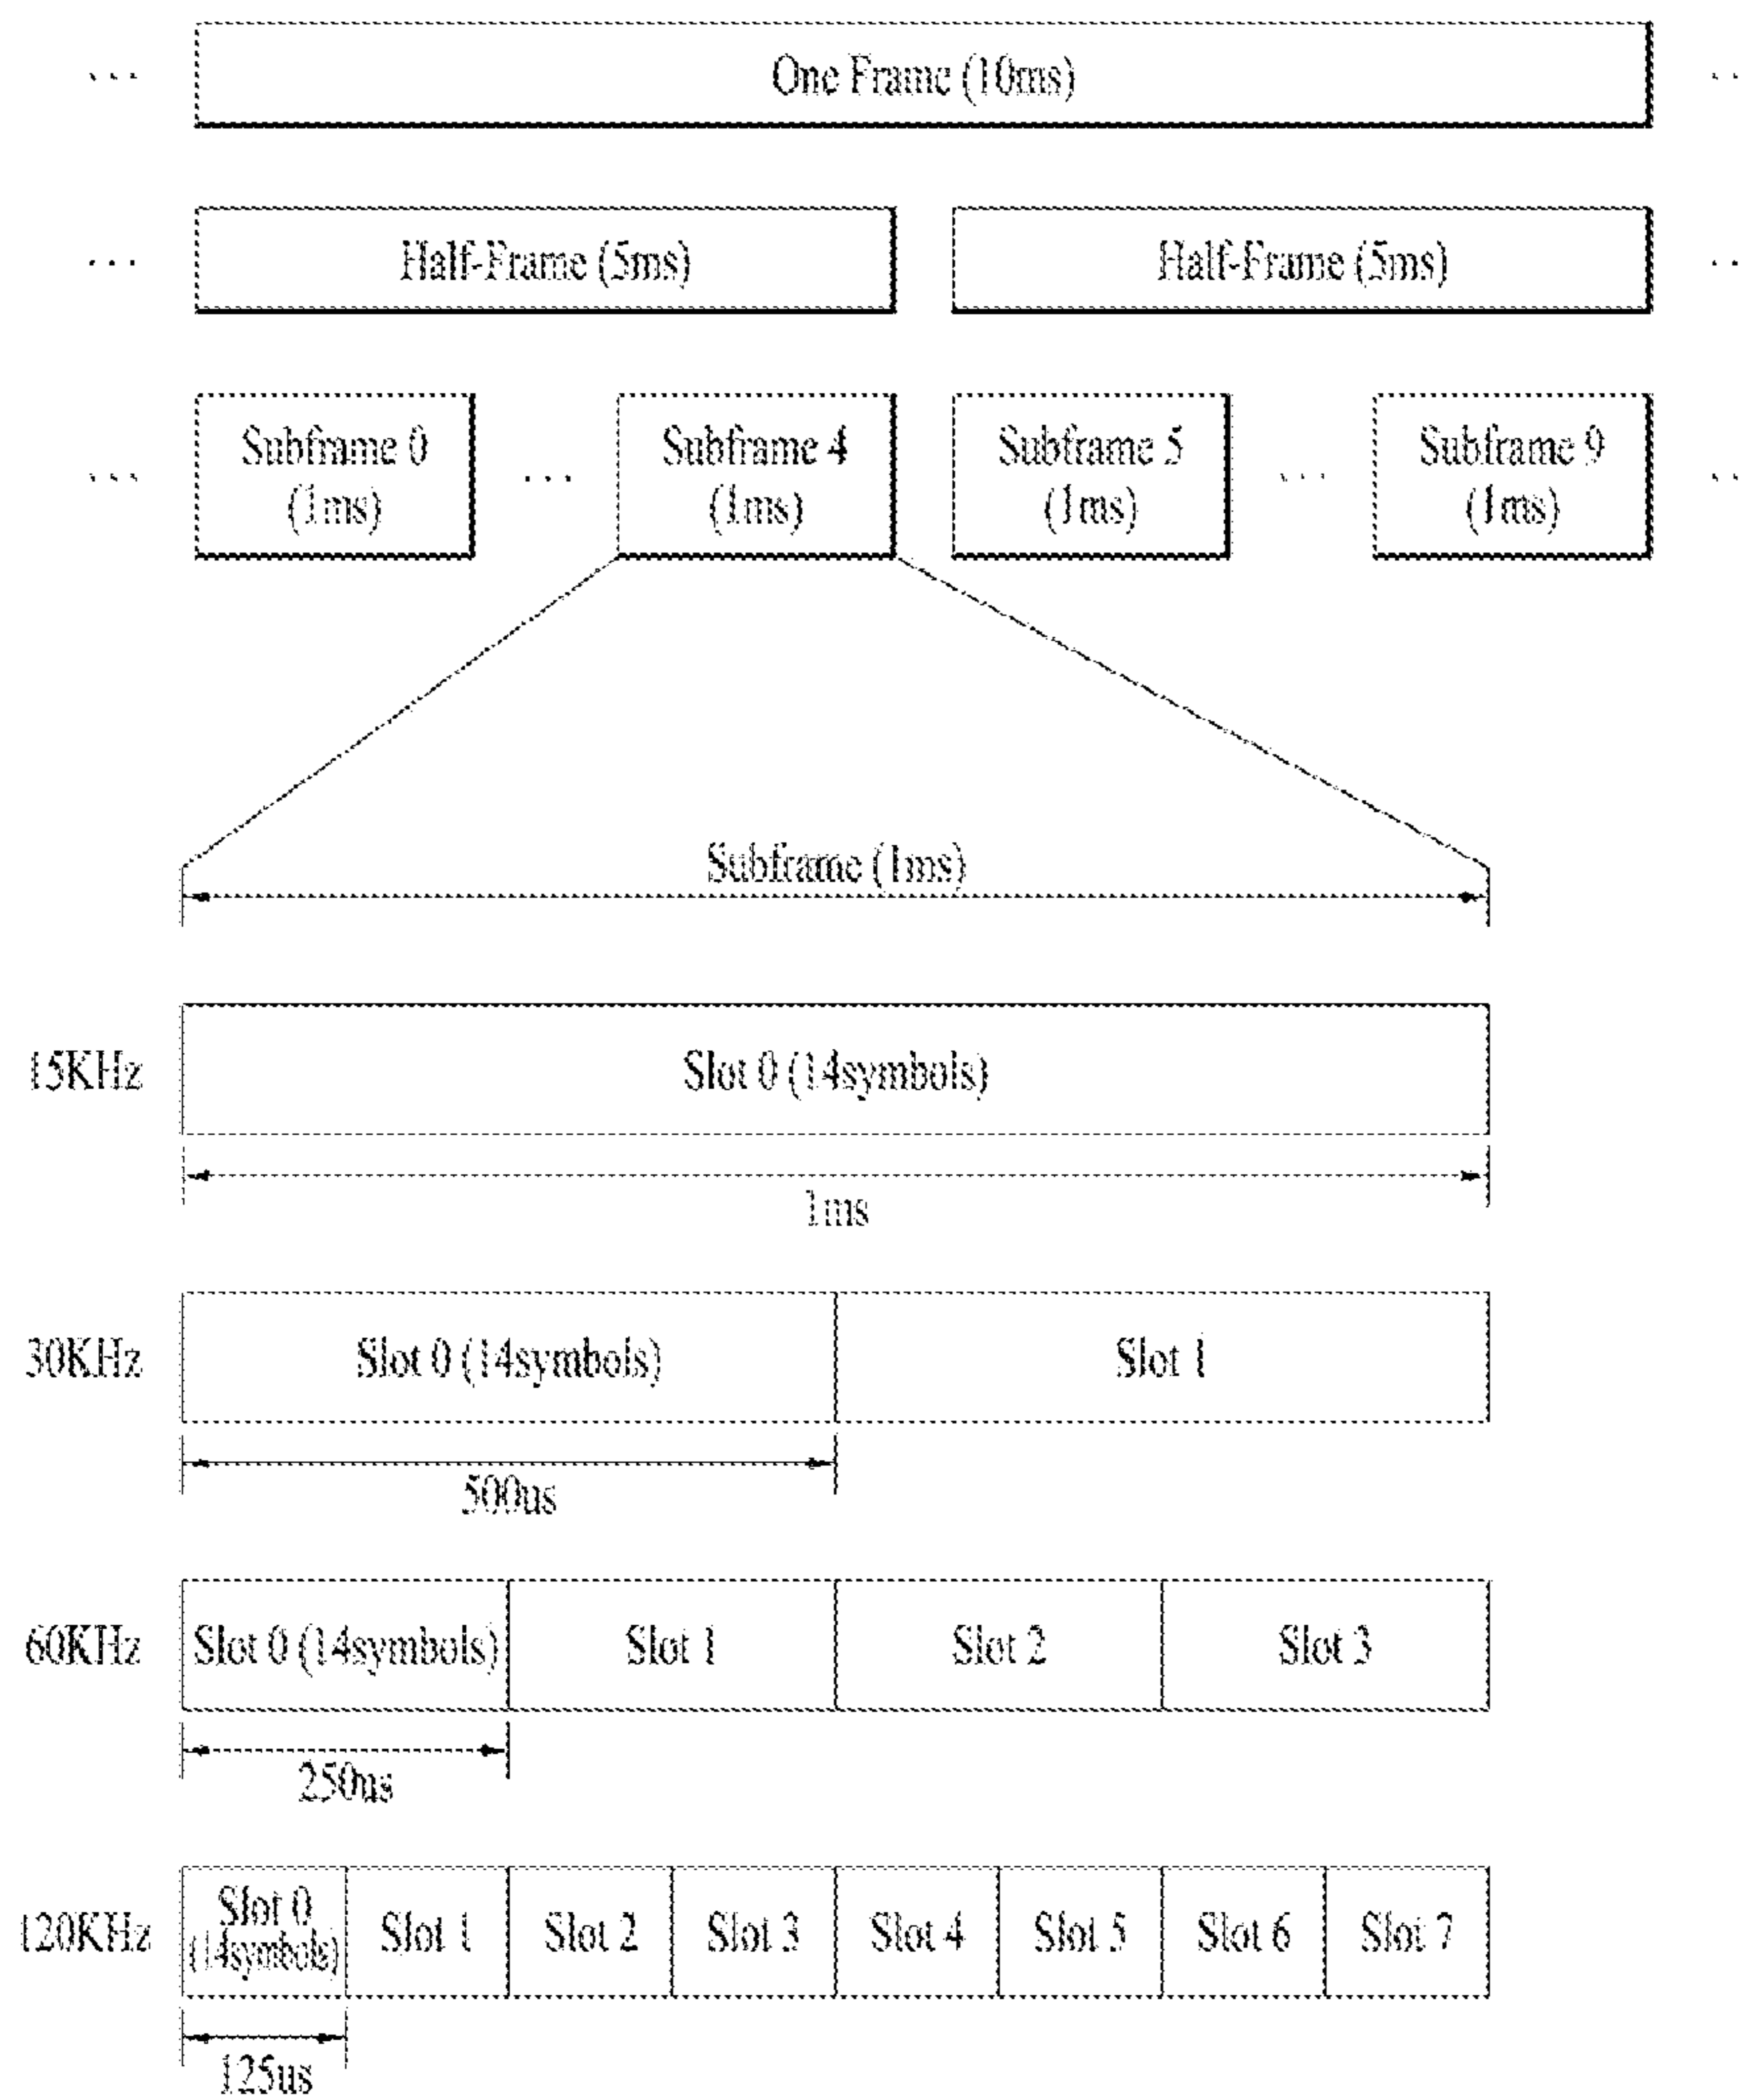 ... One Frame (10ms) ..
... Half-Frame (5ms) Half-Frame (5ms) ..
Subframe 0 Subframe 4 Subframe 5 Subframe 9
... (1ms) ... (1ms) (1ms) ... (1ms) ..
Subframe (1ms)
15KHz Slot 0 (14symbols)
1ms
30KHz Slot 0 (14symbols) Slot 1
500us
60KHz Slot 0 (14symbols) Slot 1 Slot 2 Slot 3
250us
120KHz Slot 0 Slot 1 Slot 2 Slot 3 Slot 4 Slot 5 Slot 6 Slot 7
(14symbols)
125us